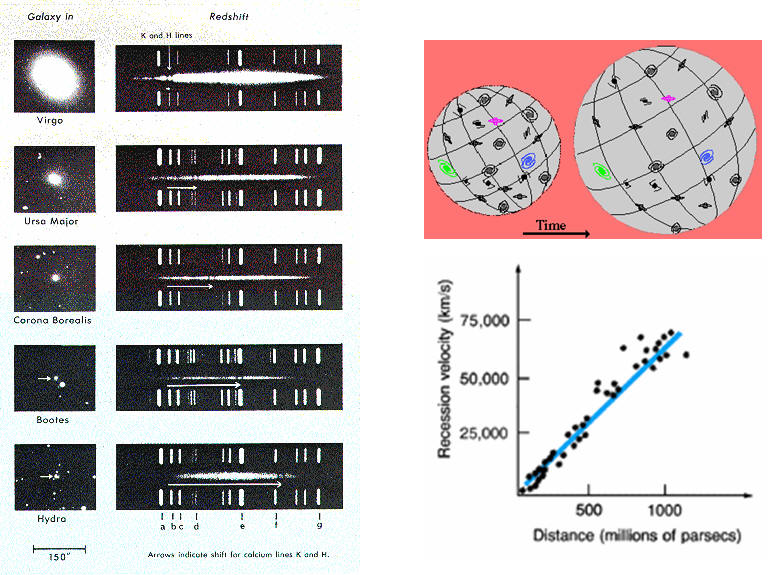 Galaxy in
Redshift
K and H lines
Virgo
Ursa Major
Corona Borealis
Bootes
Hydra
a b c d e f g
150"
Arrows indicate shift for calcium lines K and H.
Time
Recession velocity (km/s)
75,000
50,000
25,000
500 1000
Distance (millions of parsecs)